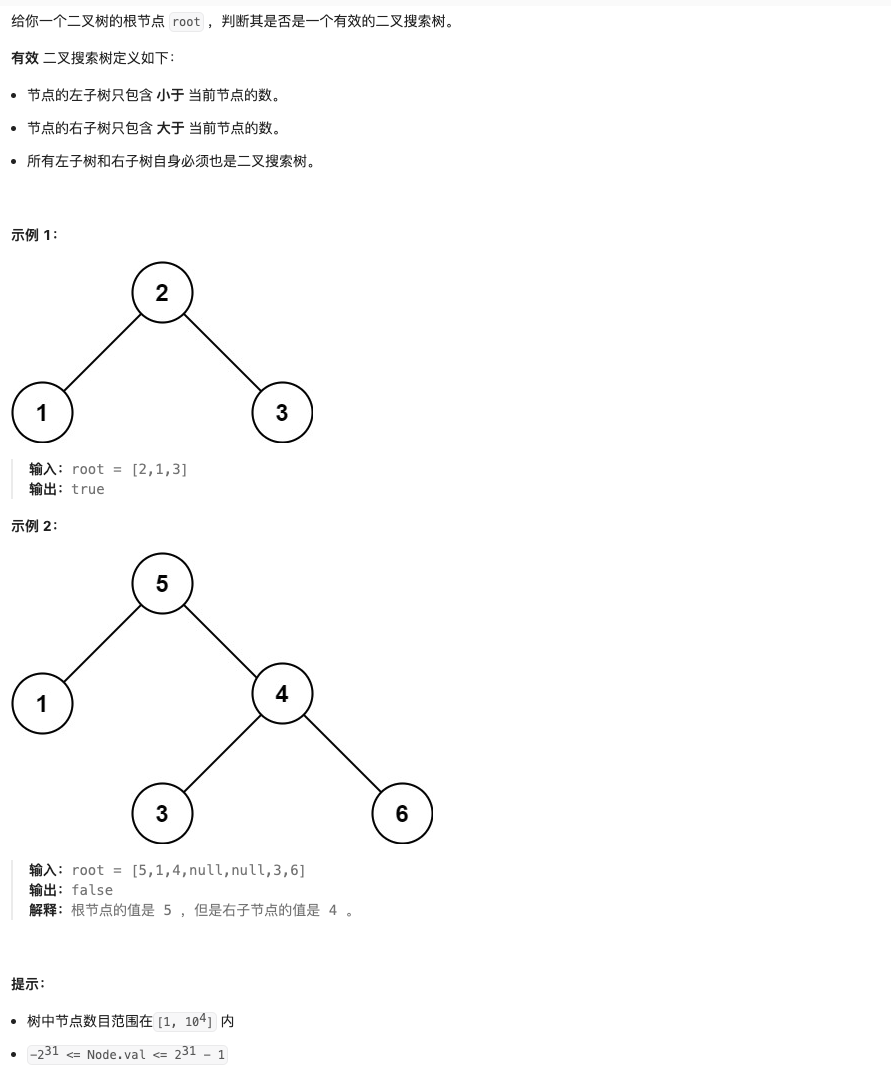 给你一个二叉树的根节点 root ，判断其是否是一个有效的二叉搜索树。
有效 二叉搜索树定义如下：
节点的左子树只包含 小于 当前节点的数。
节点的右子树只包含 大于 当前节点的数。
所有左子树和右子树自身必须也是二叉搜索树。
示例 1：
2
1
3
输入：root = [2,1,3]
输出：true
示例 2：
5
1
4
3
6
输入：root = [5,1,4,null,null,3,6]
输出：false
解释：根节点的值是 5 ，但是右子节点的值是 4 。
提示：
树中节点数目范围在[1, 10⁴] 内
-2³¹ <= Node.val <= 2³¹ - 1